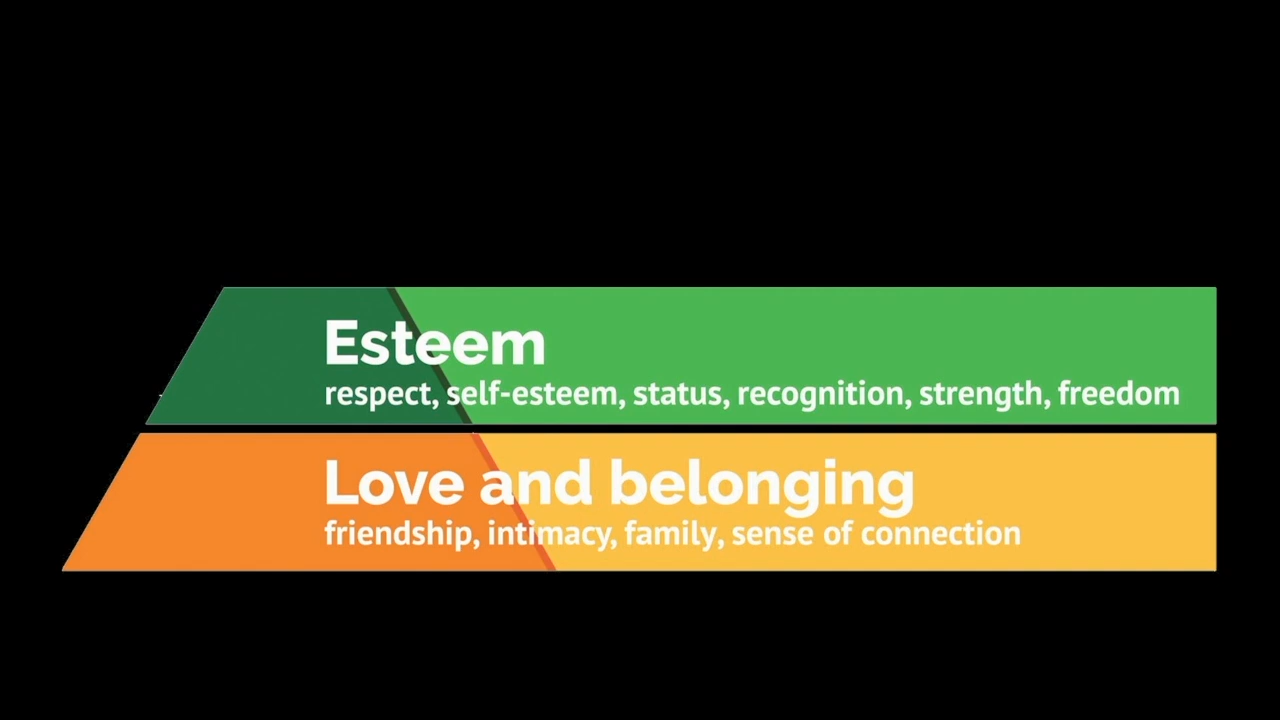 Esteem
respect, self-esteem, status, recognition, strength, freedom
Love and belonging
friendship, intimacy, family, sense of connection